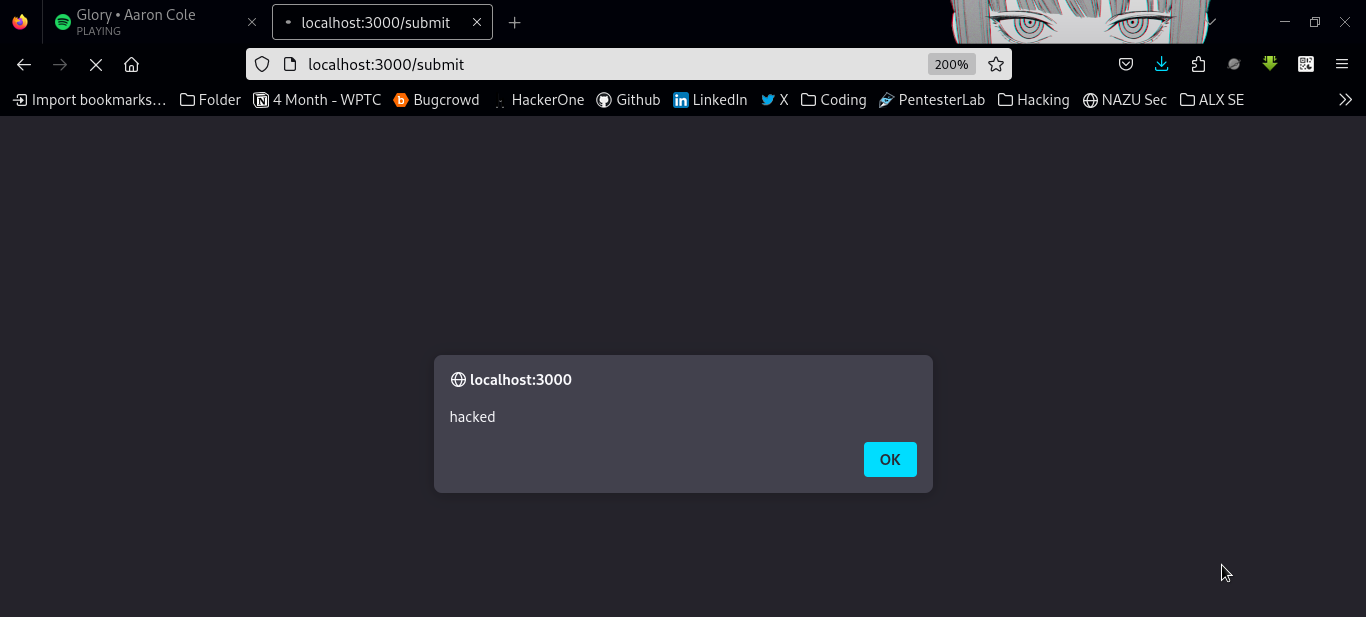 Glory • Aaron Cole
PLAYING
localhost:3000/submit
localhost:3000/submit
200%
Import bookmarks… Folder 4 Month - WPTC Bugcrowd HackerOne Github LinkedIn X Coding PentesterLab Hacking NAZU Sec ALX SE
localhost:3000
hacked
OK